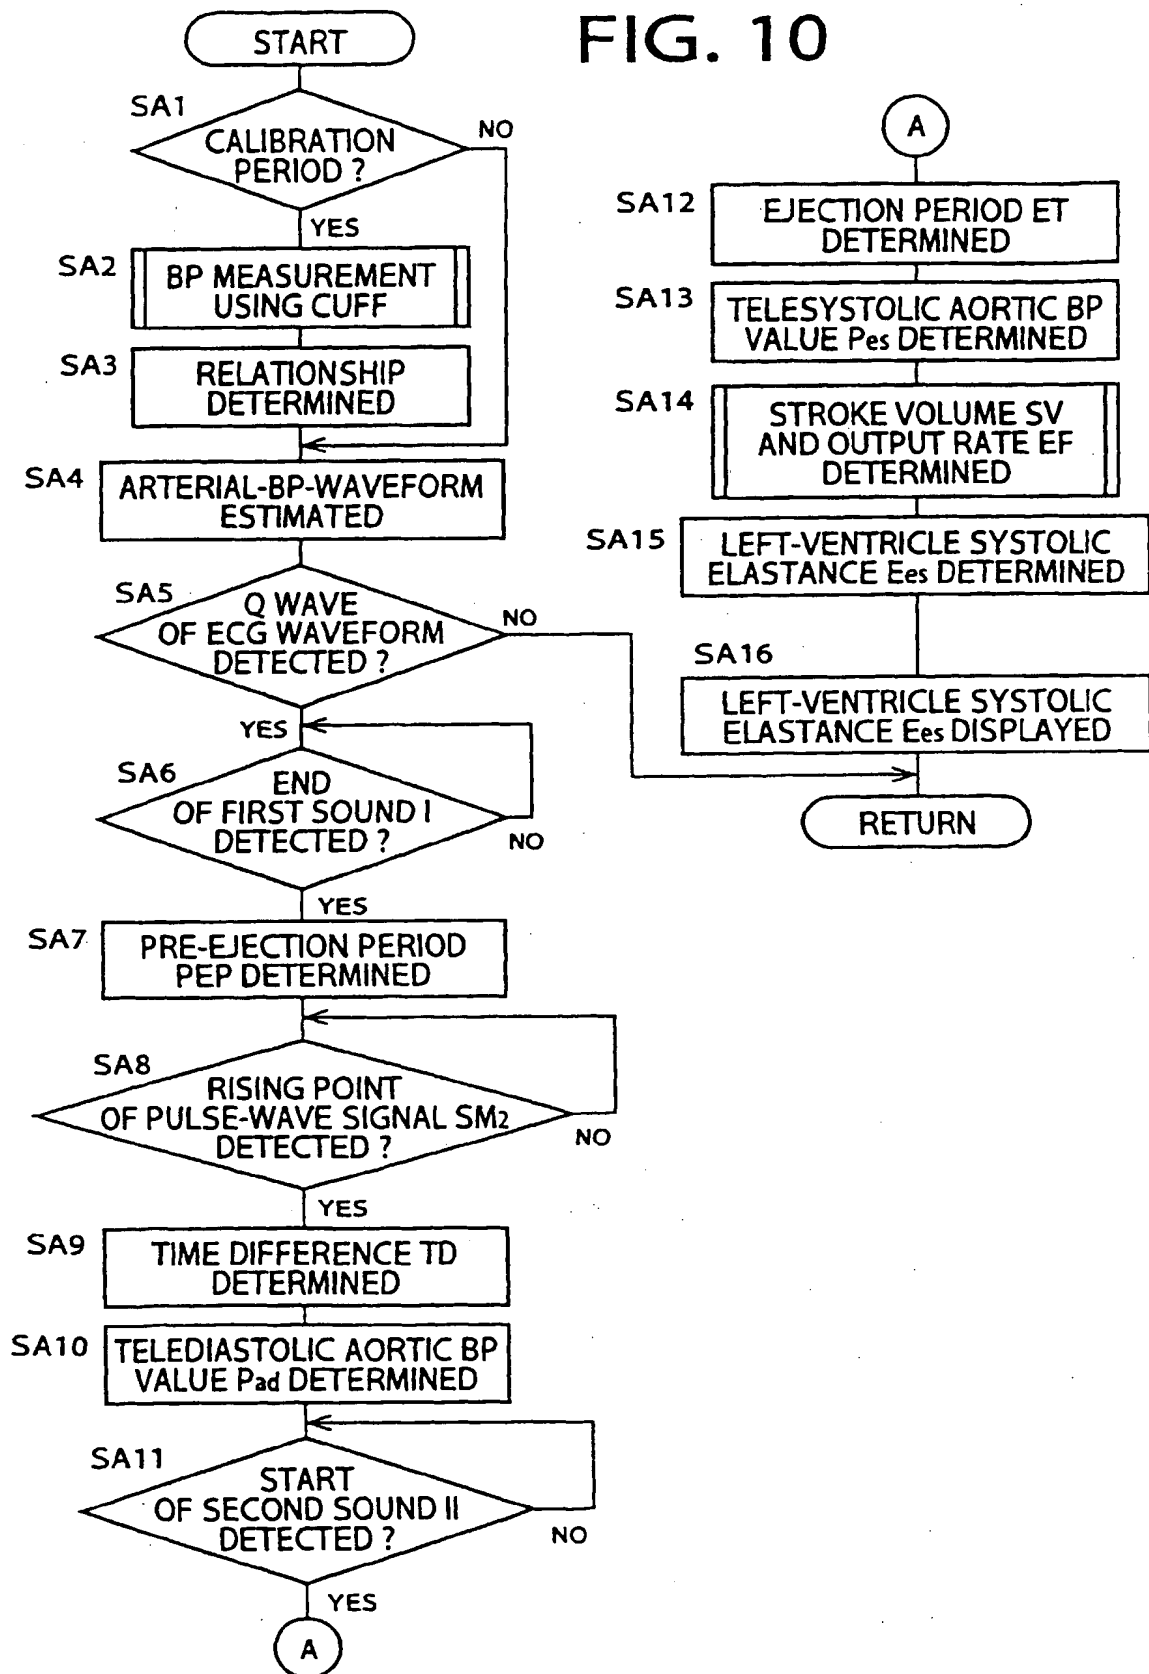 FIG. 10
START
SA1
CALIBRATION
PERIOD ?
NO
YES
SA2
BP MEASUREMENT
USING CUFF
SA3
RELATIONSHIP
DETERMINED
SA4
ARTERIAL-BP-WAVEFORM
ESTIMATED
SA5
Q WAVE
OF ECG WAVEFORM
DETECTED ?
NO
YES
SA6
END
OF FIRST SOUND I
DETECTED ?
NO
YES
SA7
PRE-EJECTION PERIOD
PEP DETERMINED
SA8
RISING POINT
OF PULSE-WAVE SIGNAL SM2
DETECTED ?
NO
YES
SA9
TIME DIFFERENCE TD
DETERMINED
SA10
TELEDIASTOLIC AORTIC BP
VALUE Pad DETERMINED
SA11
START
OF SECOND SOUND II
DETECTED ?
NO
YES
A
A
SA12
EJECTION PERIOD ET
DETERMINED
SA13
TELESYSTOLIC AORTIC BP
VALUE Pes DETERMINED
SA14
STROKE VOLUME SV
AND OUTPUT RATE EF
DETERMINED
SA15
LEFT-VENTRICLE SYSTOLIC
ELASTANCE Ees DETERMINED
SA16
LEFT-VENTRICLE SYSTOLIC
ELASTANCE Ees DISPLAYED
RETURN